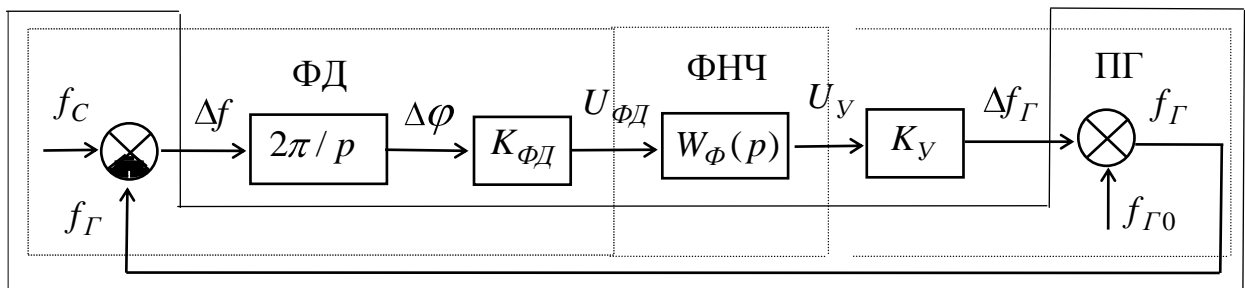 ФД ФНЧ ПГ
f_C Δf Δφ U_ФД U_У Δf_Г f_Г
2π / p K_ФД W_Ф(p) K_У
f_Г f_Г0